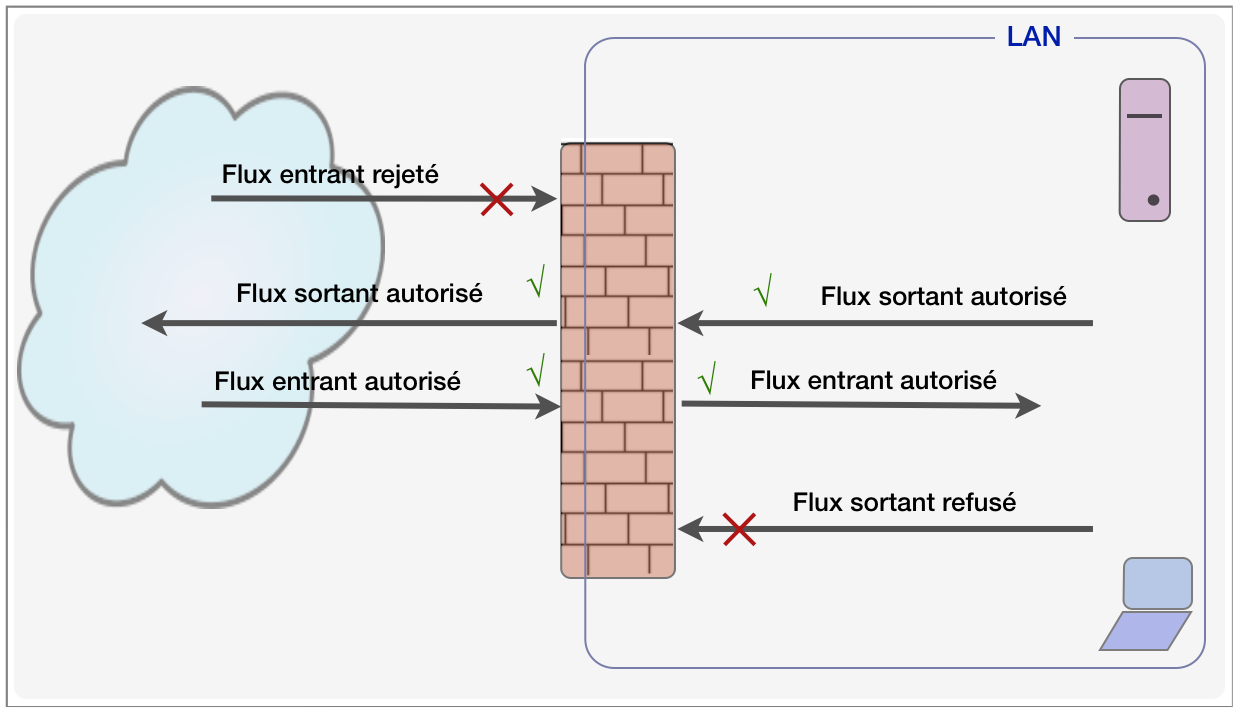 LAN
Flux entrant rejeté
Flux sortant autorisé
√
√
Flux sortant autorisé
Flux entrant autorisé
√
√
Flux entrant autorisé
Flux sortant refusé